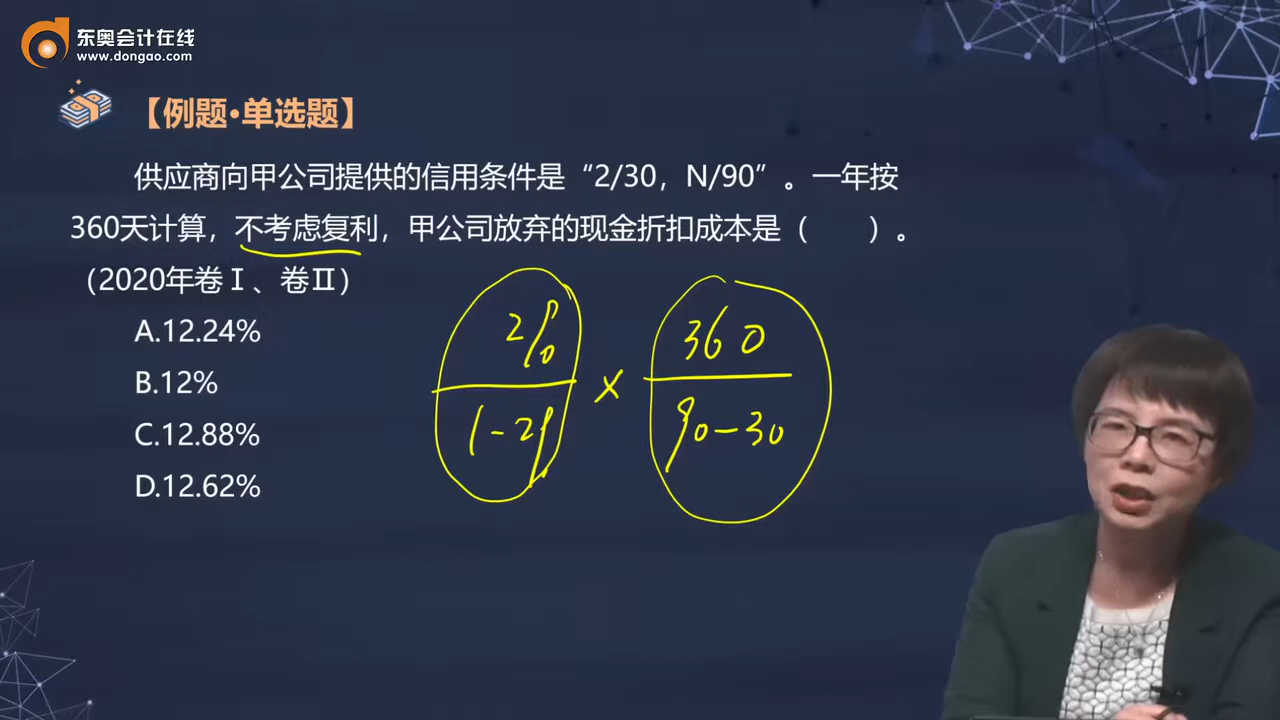 东奥会计在线
www.dongao.com
【例题•单选题】
供应商向甲公司提供的信用条件是“2/30，N/90”。一年按
360天计算，不考虑复利，甲公司放弃的现金折扣成本是（　　）。
（2020年卷Ⅰ、卷Ⅱ）
A.12.24%
B.12%
C.12.88%
D.12.62%
2%
1-2%
×
360
90-30